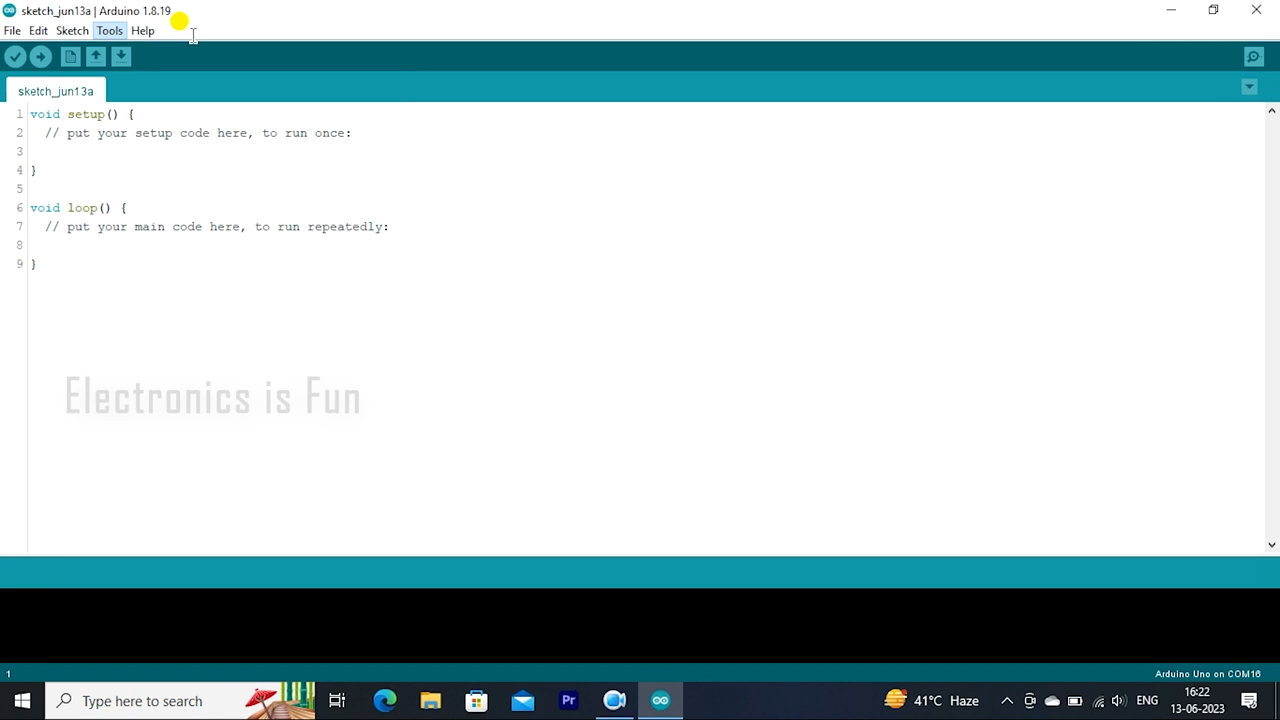 sketch_jun13a | Arduino 1.8.19
File Edit Sketch Tools Help
sketch_jun13a
1 void setup() {
2 // put your setup code here, to run once:
3
4 }
5
6 void loop() {
7 // put your main code here, to run repeatedly:
8
9 }
Electronics is Fun
1
Arduino Uno on COM16
Type here to search
Pr
41°C Haze
ENG
16:22
13-06-2023